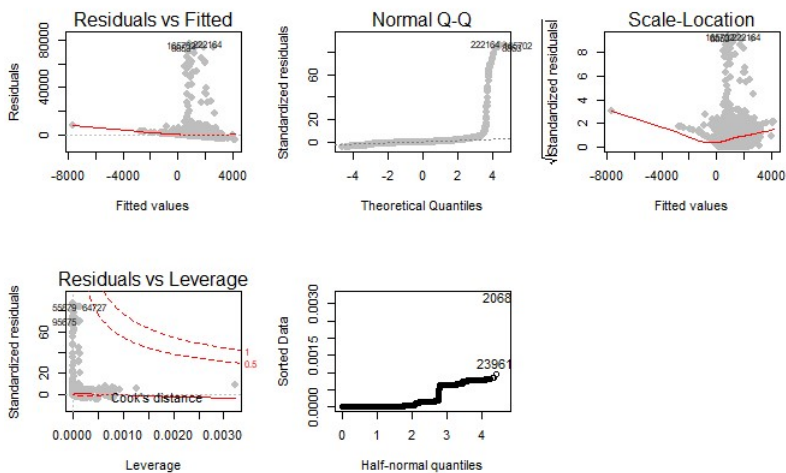 Residuals vs Fitted
Residuals
0 40000 80000
-8000 -4000 0 4000
Fitted values
Normal Q-Q
222164
Standardized residuals
0 20 60
-4 -2 0 2 4
Theoretical Quantiles
Scale-Location
222164
√Standardized residuals
0 2 4 6 8
-8000 -4000 0 4000
Fitted values
Residuals vs Leverage
64727
95675
Standardized residuals
0 20 60
1
0.5
Cook's distance
0.0000 0.0010 0.0020 0.0030
Leverage
Sorted Data
0.0000 0.0015 0.0030
2068
23961
0 1 2 3 4
Half-normal quantiles